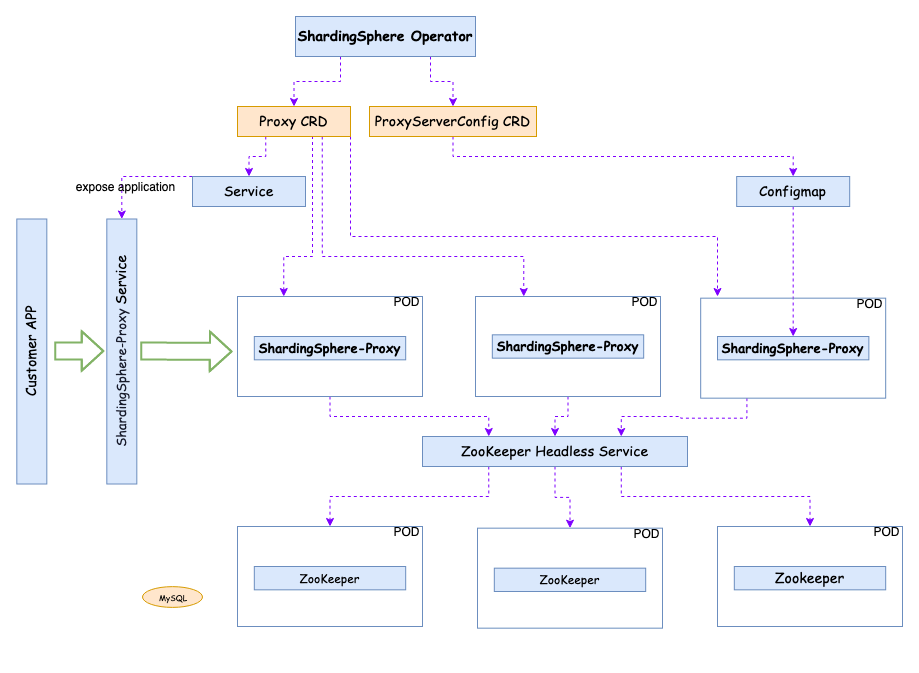 ShardingSphere Operator
Proxy CRD
ProxyServerConfig CRD
expose application
Service
Configmap
Customer APP
ShardingSphere-Proxy Service
POD
ShardingSphere-Proxy
POD
ShardingSphere-Proxy
POD
ShardingSphere-Proxy
ZooKeeper Headless Service
POD
ZooKeeper
POD
ZooKeeper
POD
Zookeeper
MySQL